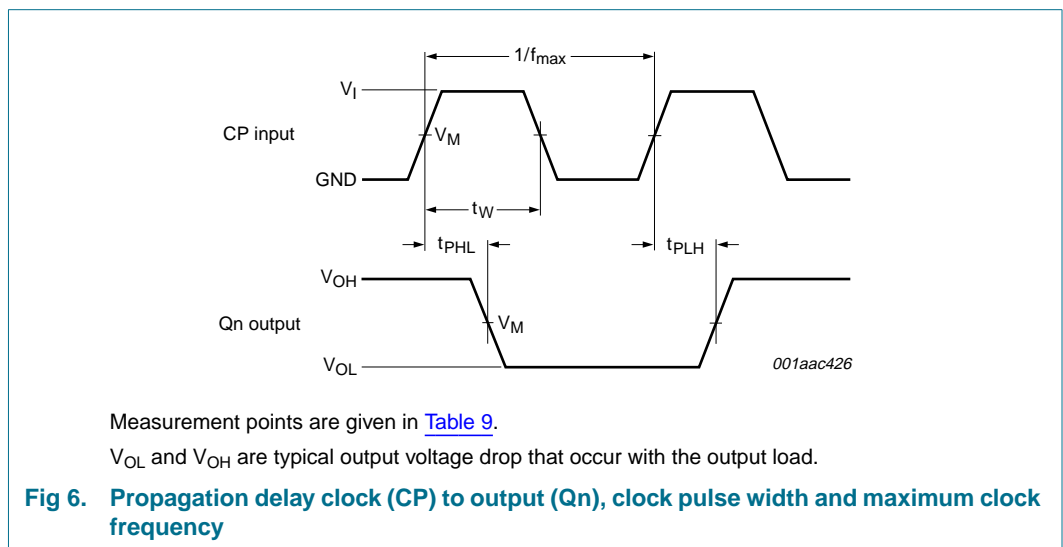 1/fmax
VI
CP input
VM
GND
tW
tPHL
tPLH
VOH
Qn output
VM
VOL
001aac426
Measurement points are given in Table 9.
VOL and VOH are typical output voltage drop that occur with the output load.
Fig 6. Propagation delay clock (CP) to output (Qn), clock pulse width and maximum clock
frequency